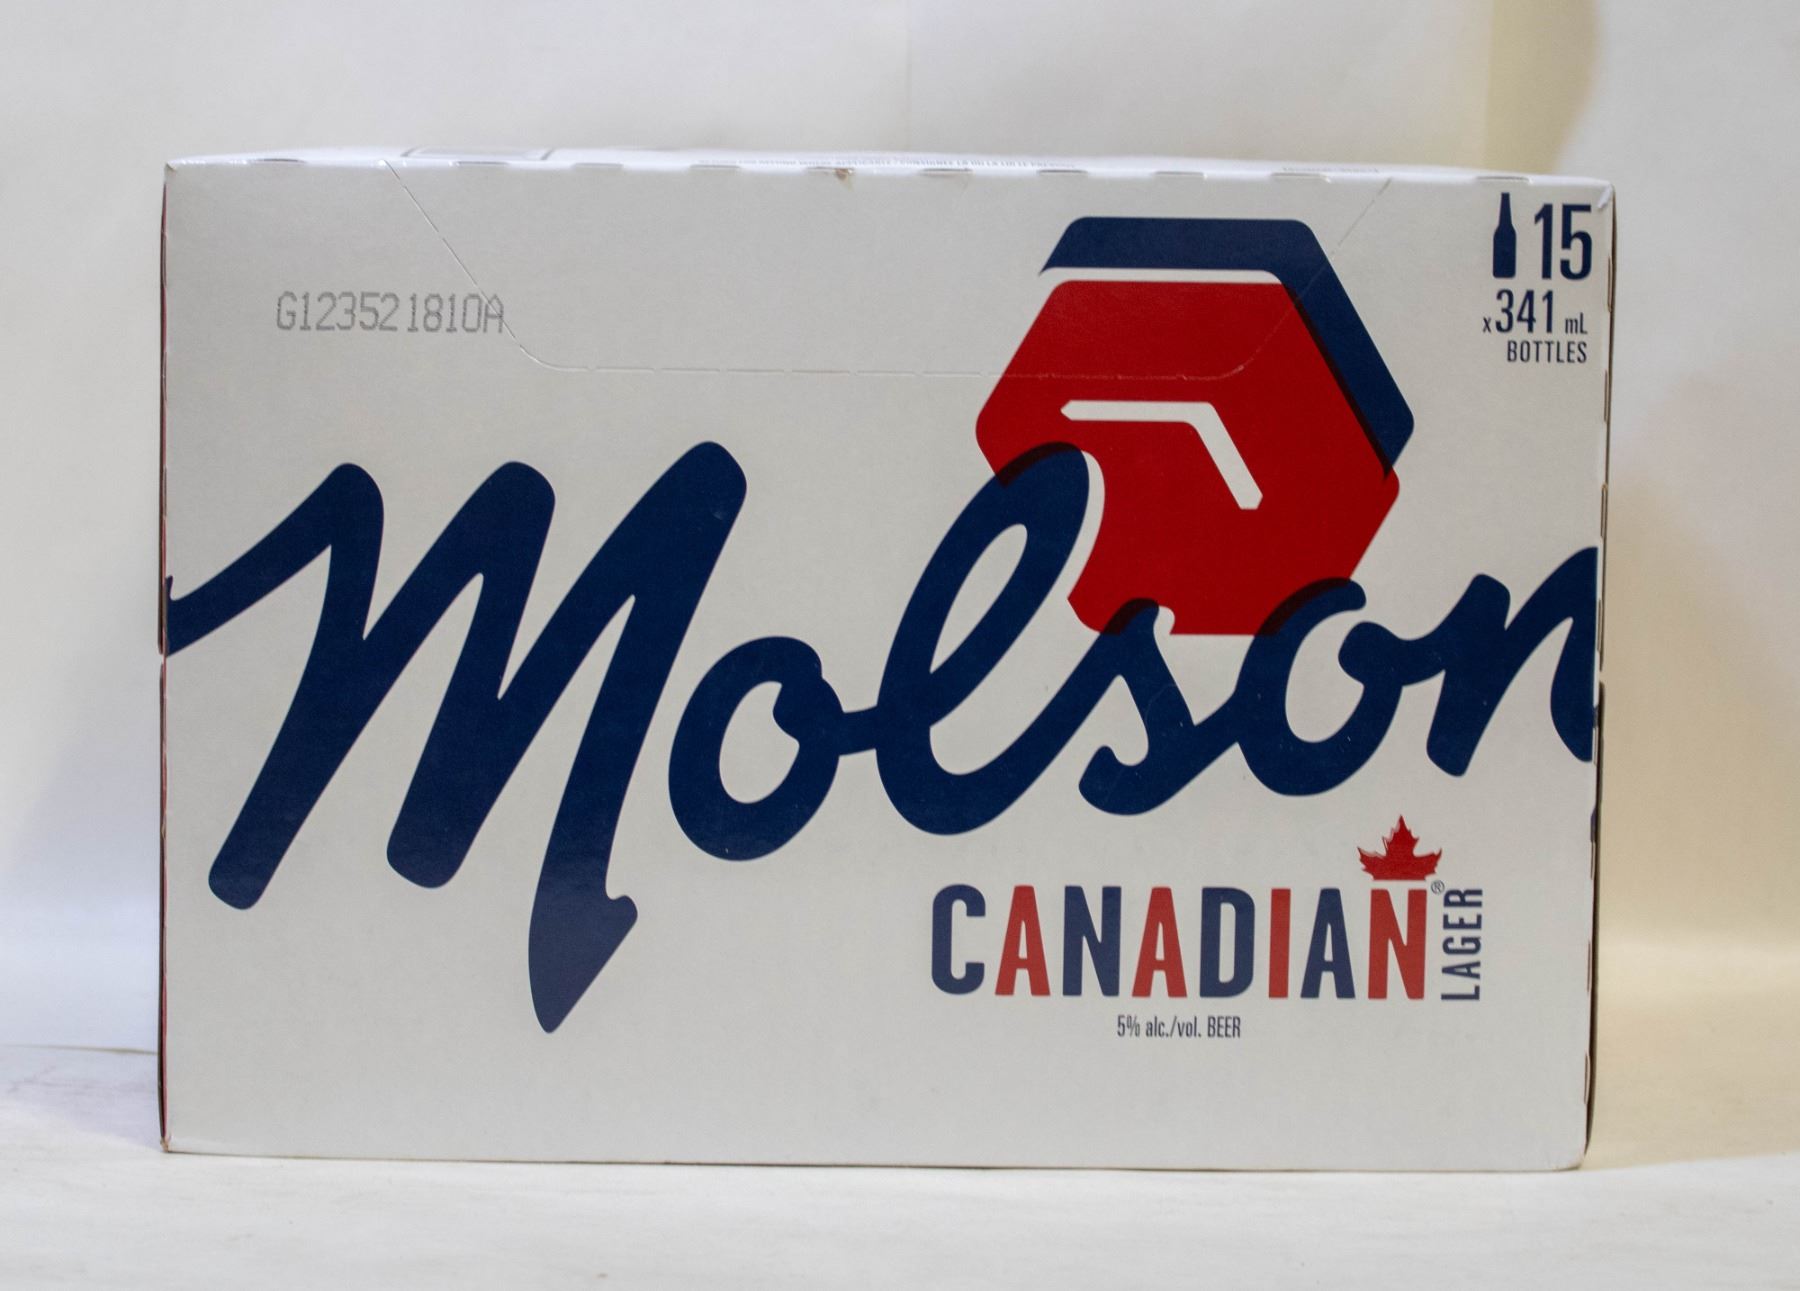 15
x341 mL
BOTTLES
G123521810A
Molson
CANADIAN®
LAGER
5% alc./vol. BEER